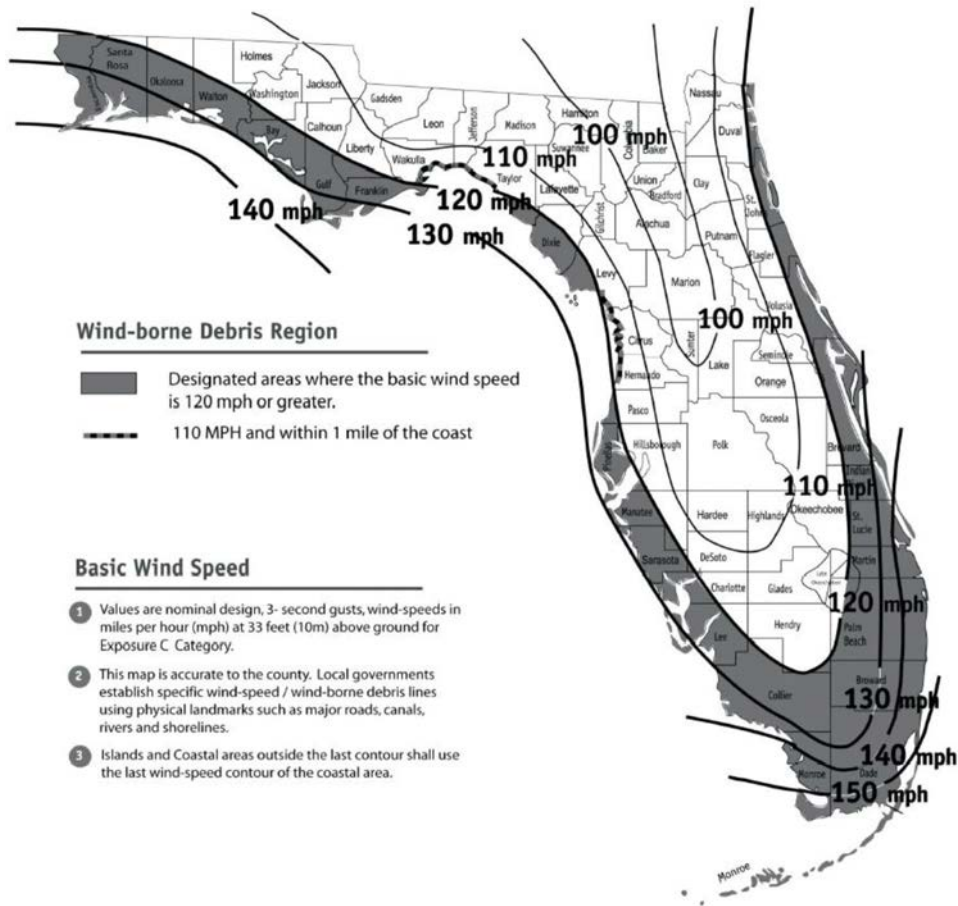 Santa
Rosa
Okaloosa
Walton
Holmes
Washington
Bay
Jackson
Calhoun
Gulf
Gadsden
Liberty
Franklin
Leon
Wakulla
Jefferson
Madison
Taylor
Hamilton
Suwannee
Lafayette
Dixie
Columbia
Baker
Nassau
Duval
Union
Bradford
Clay
St.
Gilchrist
Alachua
Putnam
Flagler
Levy
Marion
Volusia
Citrus
Sumter
Lake
Seminole
Hernando
Orange
Pasco
Osceola
Hillsborough
Polk
Pinellas
Brevard
Indian
Manatee
Hardee
Highlands
Okeechobee
St.
Lucie
Sarasota
DeSoto
Martin
Charlotte
Glades
Lee
Hendry
Palm
Beach
Collier
Broward
Monroe
Dade
Monroe
140 mph
130 mph
120 mph
110 mph
100 mph
100 mph
110 mph
120 mph
130 mph
140 mph
150 mph
Wind-borne Debris Region
Designated areas where the basic wind speed
is 120 mph or greater.
110 MPH and within 1 mile of the coast
Basic Wind Speed
1 Values are nominal design, 3- second gusts, wind-speeds in
miles per hour (mph) at 33 feet (10m) above ground for
Exposure C Category.
2 This map is accurate to the county. Local governments
establish specific wind-speed / wind-borne debris lines
using physical landmarks such as major roads, canals,
rivers and shorelines.
3 Islands and Coastal areas outside the last contour shall use
the last wind-speed contour of the coastal area.